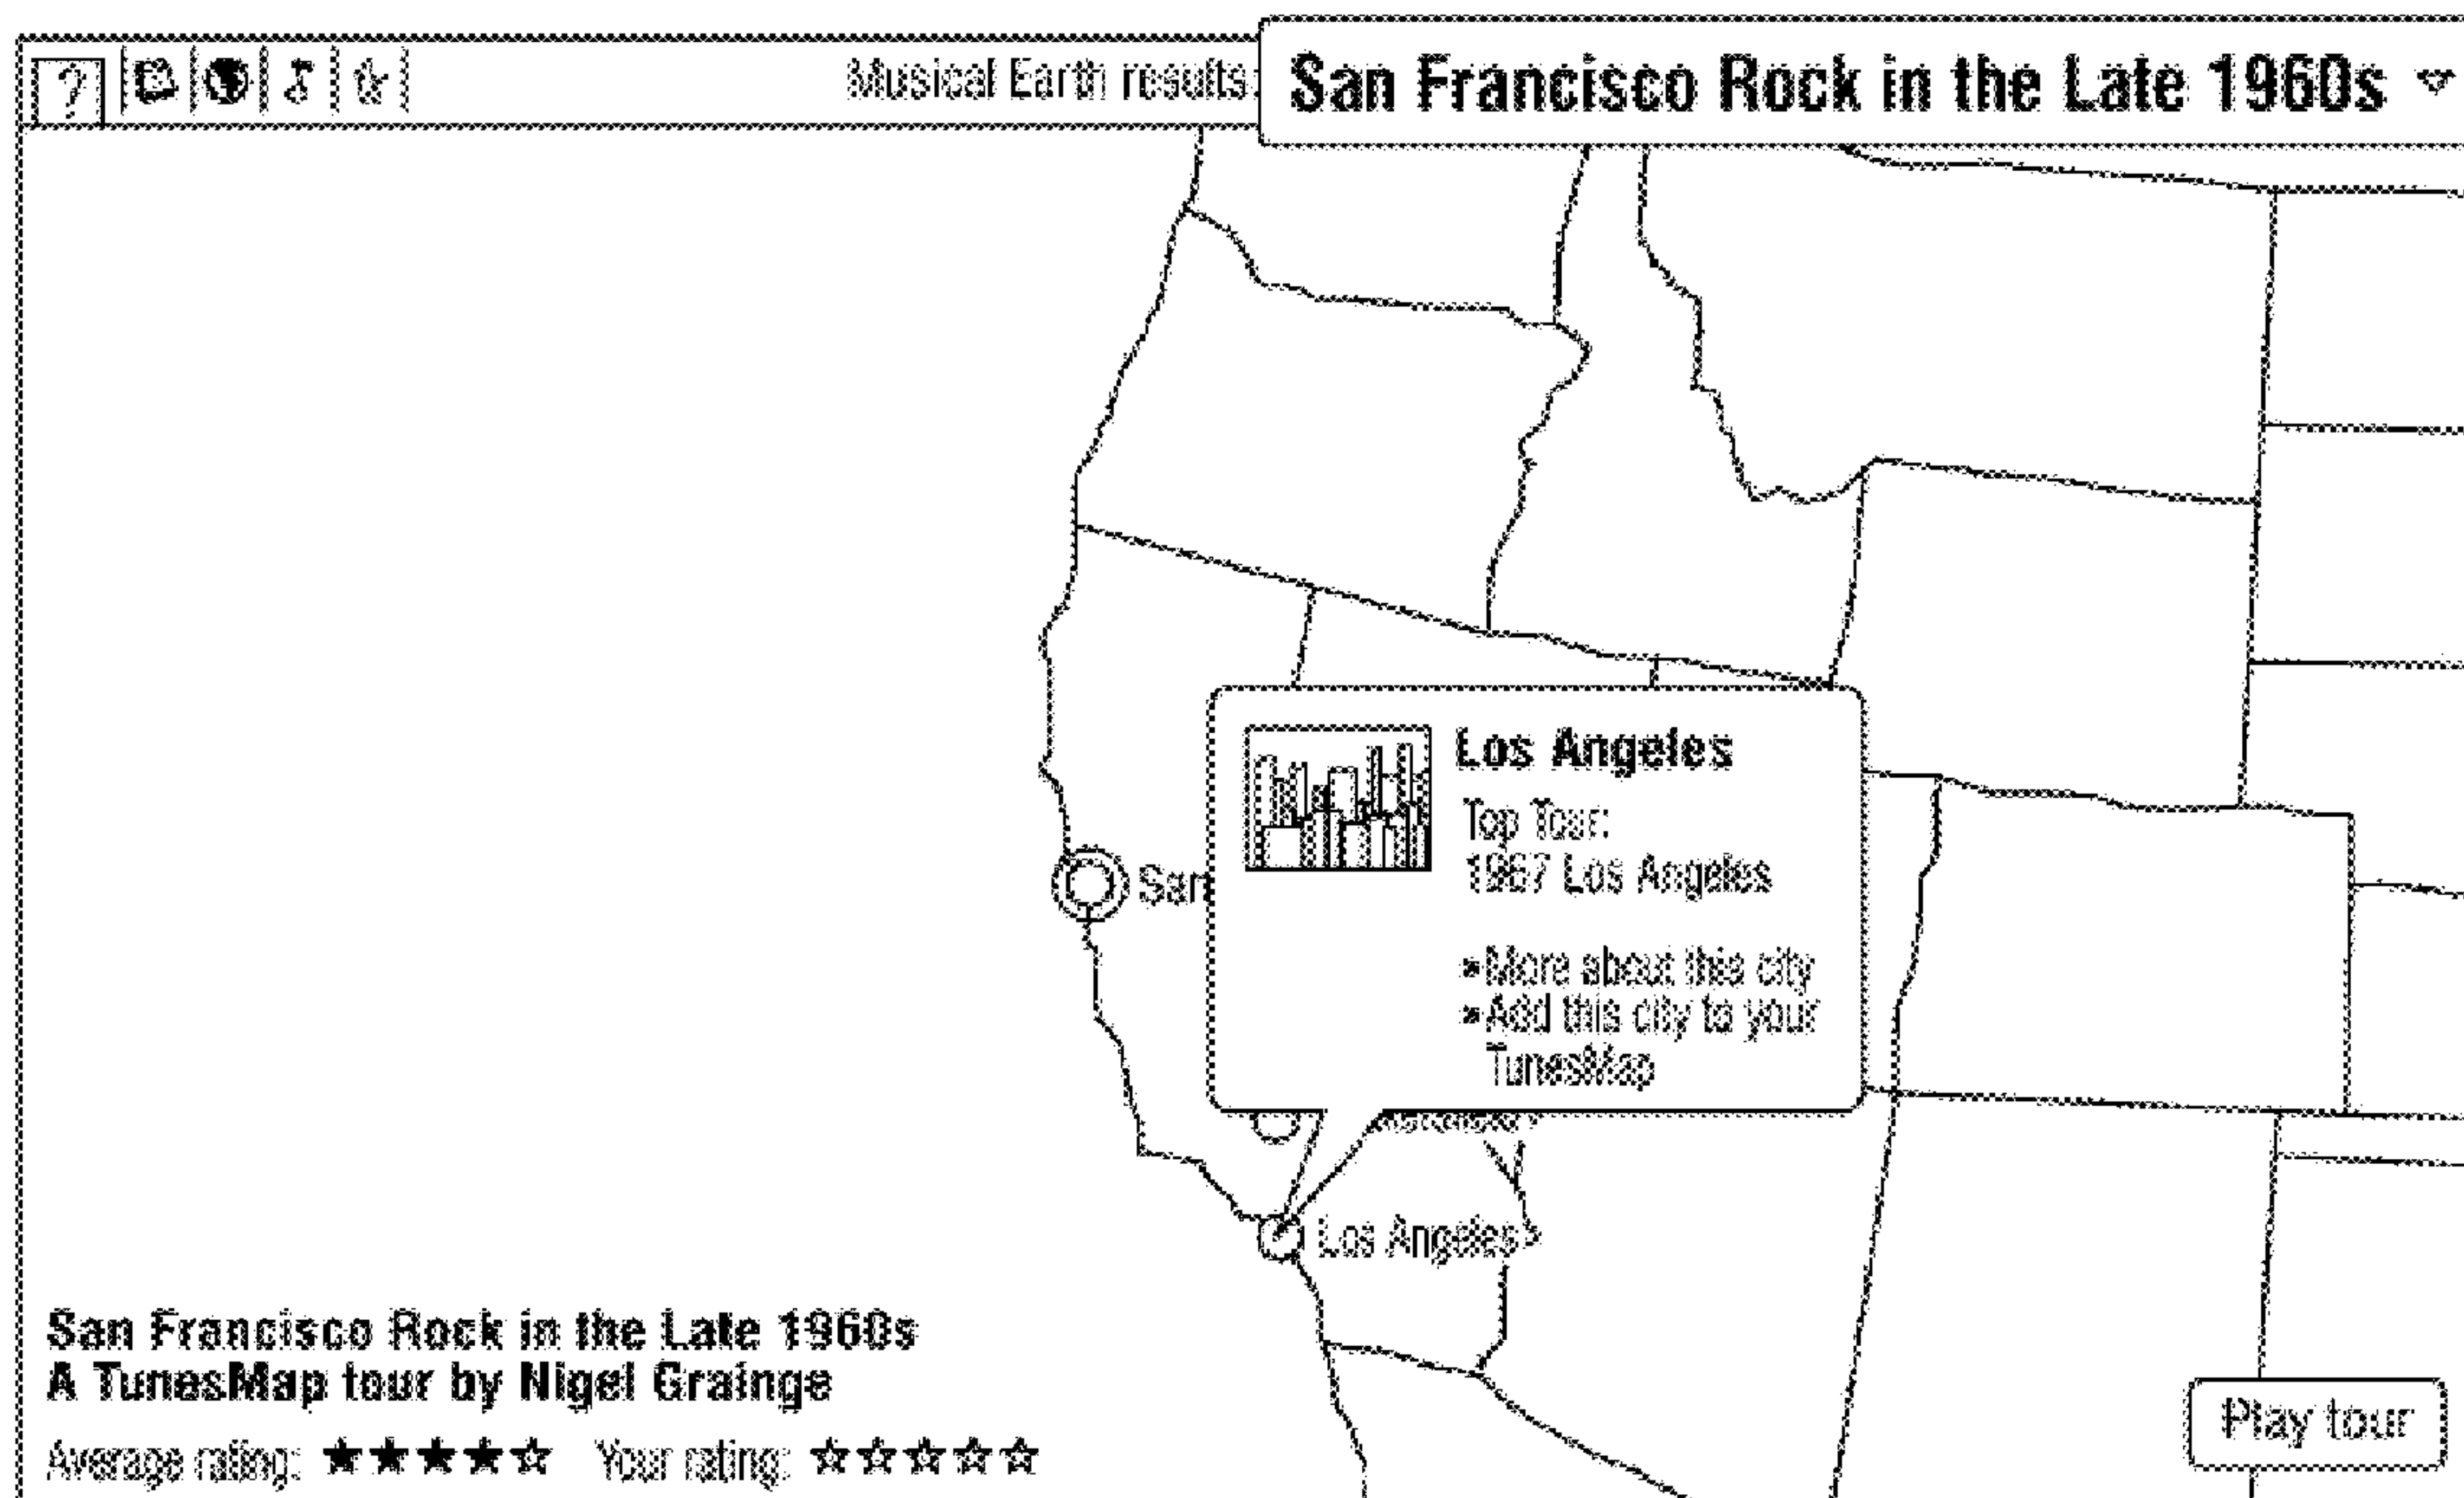 ?
Musical Earth results:
San Francisco Rock in the Late 1960s
Los Angeles
Top Tour:
1967 Los Angeles
More about this city
Add this city to your
TunesMap
San
Los Angeles
San Francisco Rock in the Late 1960s
A TunesMap tour by Nigel Grainge
Average rating: ★★★★☆ Your rating: ☆☆☆☆☆
Play tour